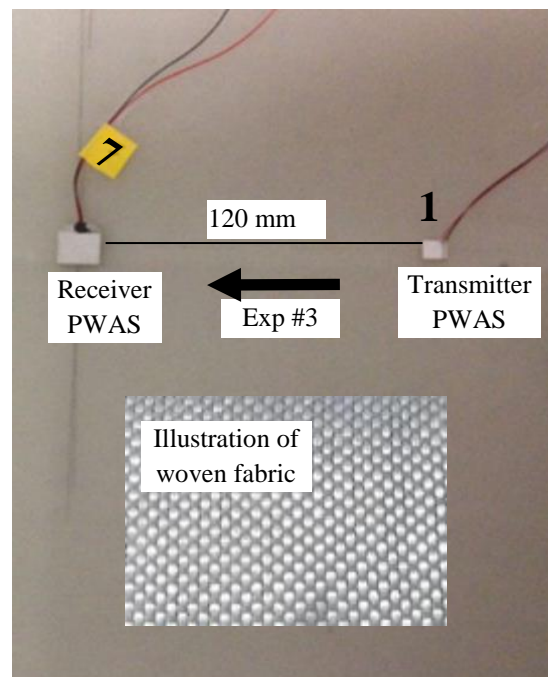 7
1
120 mm
Receiver
PWAS
Transmitter
PWAS
Exp #3
Illustration of
woven fabric